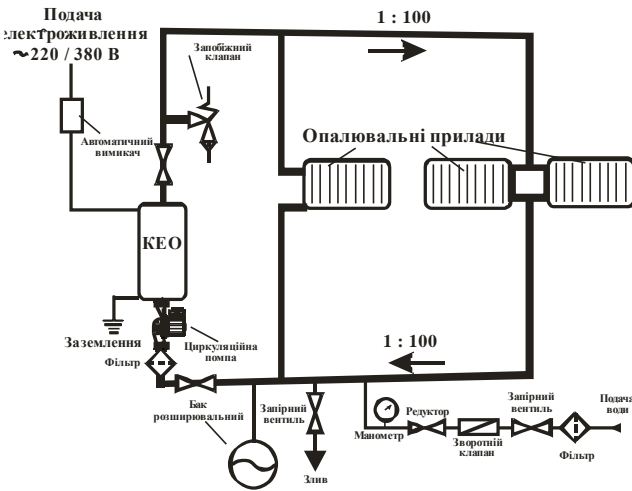 Подача
електроживлення
~220 / 380 В
1 : 100
Запобіжний
клапан
Автоматичний
вимикач
Опалювальні прилади
КЕО
Заземлення
Циркуляційна
помпа
Фільтр
1 : 100
Бак
розширювальний
Запірний
вентиль
Злив
Манометр
Редуктор
Зворотній
клапан
Запірний
вентиль
Фільтр
Подача
води